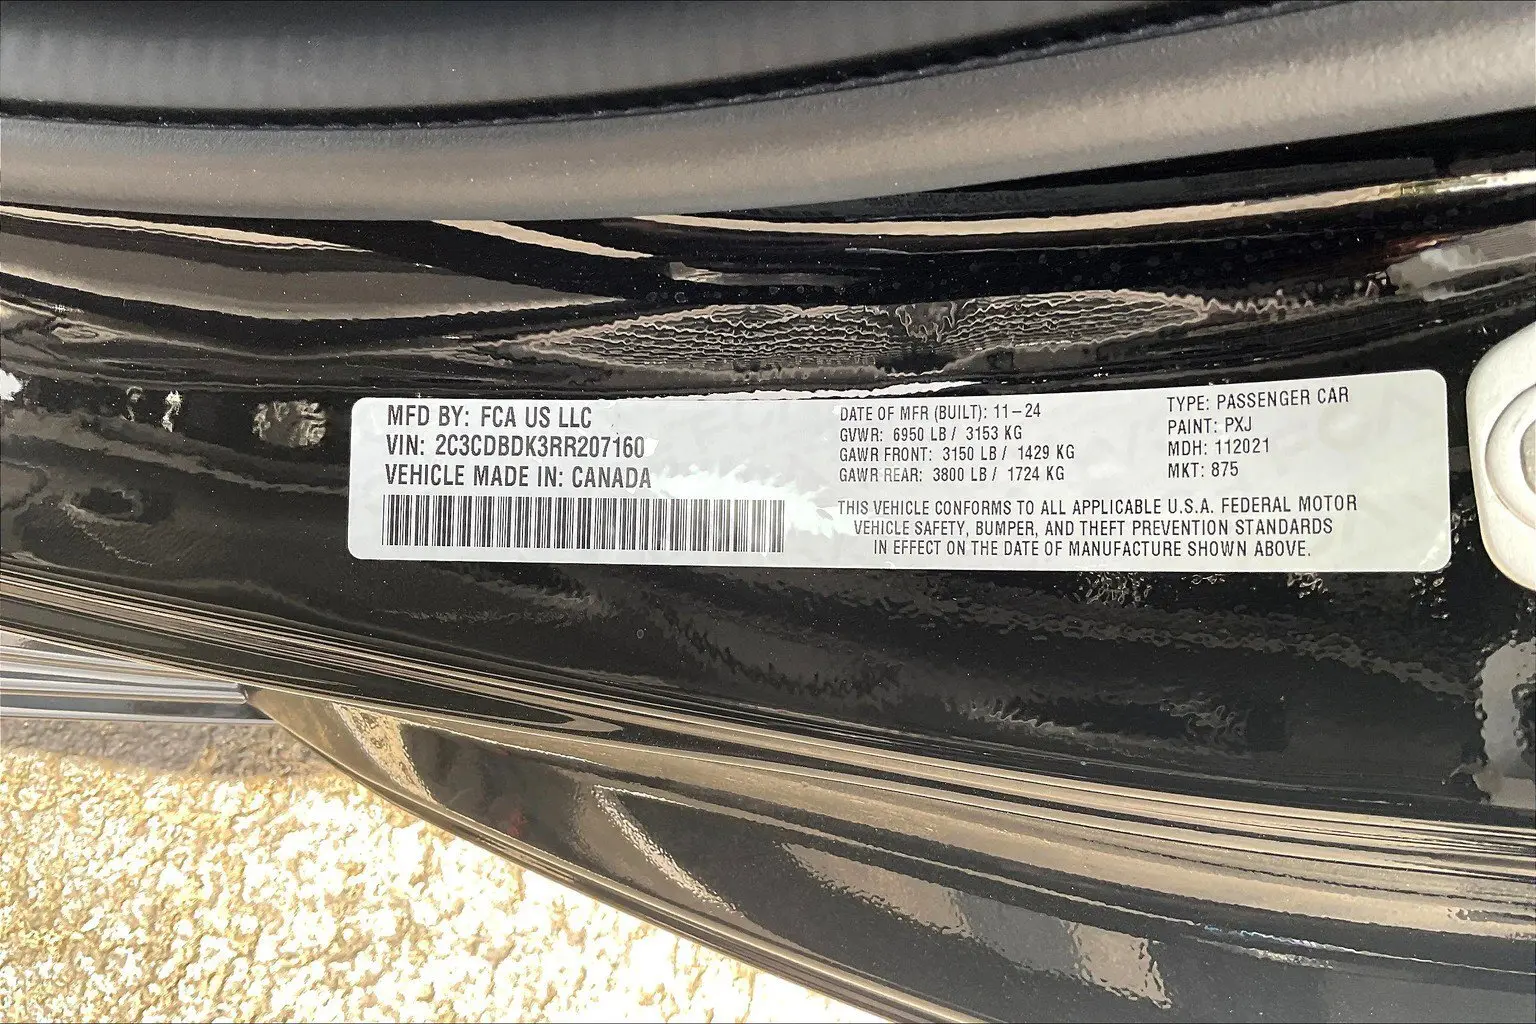 MFD BY: FCA US LLC
VIN: 2C3CDBDK3RR207160
VEHICLE MADE IN: CANADA
DATE OF MFR (BUILT): 11-24
GVWR: 6950 LB / 3153 KG
GAWR FRONT: 3150 LB / 1429 KG
GAWR REAR: 3800 LB / 1724 KG
TYPE: PASSENGER CAR
PAINT: PXJ
MDH: 112021
MKT: 875
THIS VEHICLE CONFORMS TO ALL APPLICABLE U.S.A. FEDERAL MOTOR
VEHICLE SAFETY, BUMPER, AND THEFT PREVENTION STANDARDS
IN EFFECT ON THE DATE OF MANUFACTURE SHOWN ABOVE.